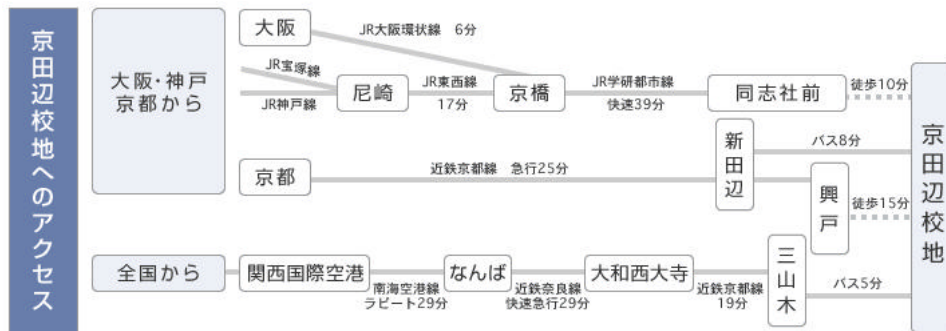 京田辺校地へのアクセス
大阪・神戸
京都から
大阪
JR大阪環状線 6分
JR宝塚線
JR神戸線
尼崎
JR東西線
17分
京橋
JR学研都市線
快速39分
同志社前
徒歩10分
京都
近鉄京都線 急行25分
新田辺
バス8分
興戸
徒歩15分
全国から
関西国際空港
南海空港線
ラピート29分
なんば
近鉄奈良線
快速急行29分
大和西大寺
近鉄京都線
19分
三山木
バス5分
京田辺校地